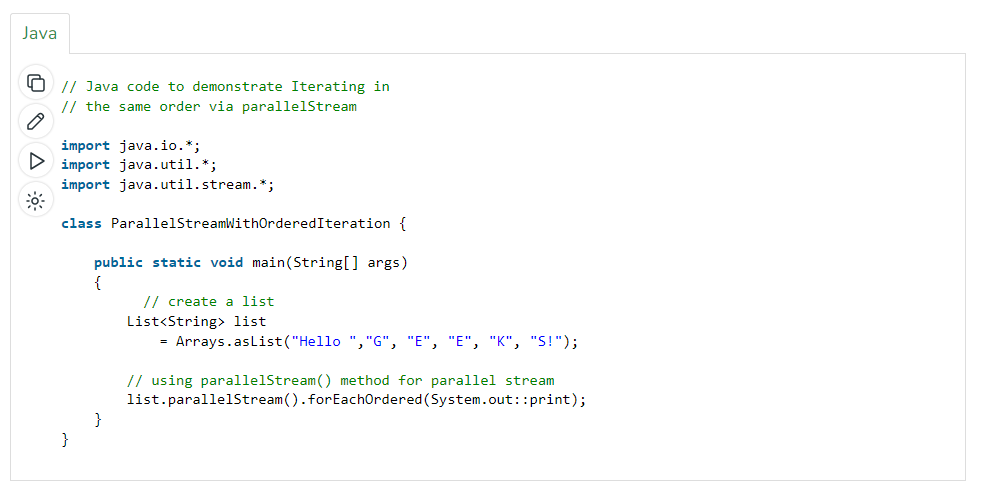 Java
// Java code to demonstrate Iterating in
// the same order via parallelStream
import java.io.*;
import java.util.*;
import java.util.stream.*;
class ParallelStreamWithOrderedIteration {
    public static void main(String[] args)
    {
          // create a list
        List<String> list
            = Arrays.asList("Hello ","G", "E", "E", "K", "S!");
        // using parallelStream() method for parallel stream
        list.parallelStream().forEachOrdered(System.out::print);
    }
}